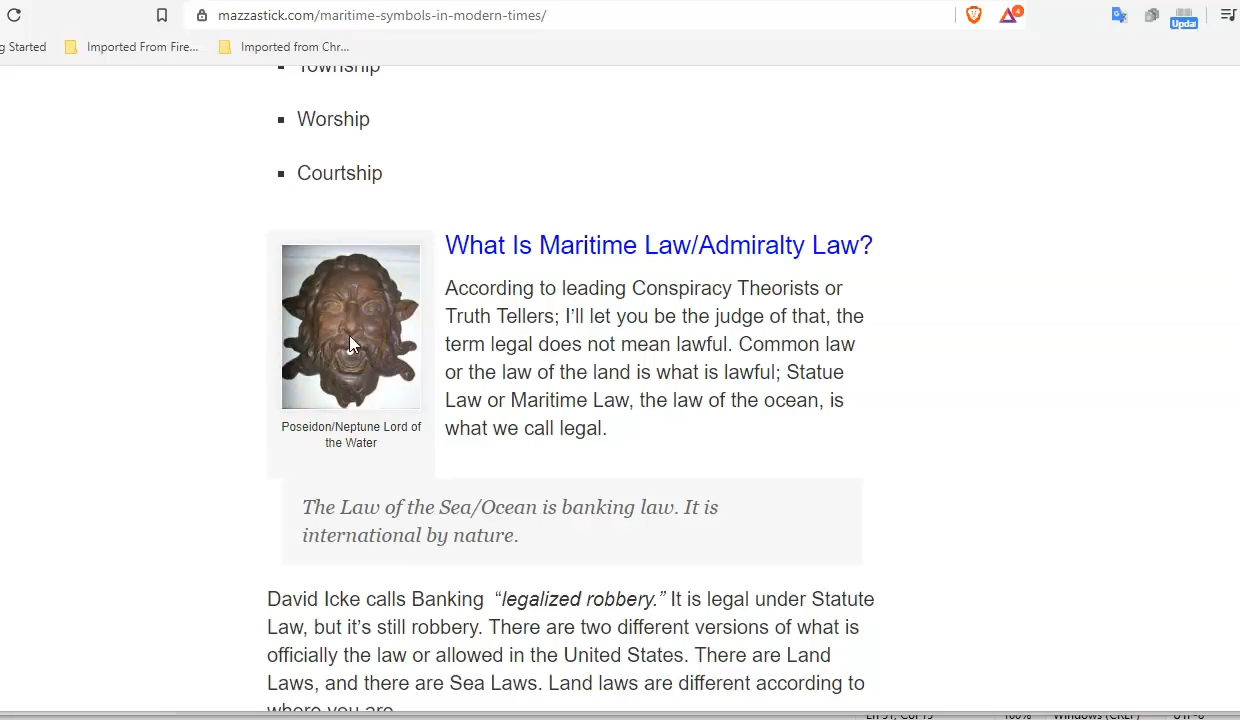 mazzastick.com/maritime-symbols-in-modern-times/
4
Upda
g Started
Imported From Fire...
Imported from Chr...
Township
Worship
Courtship
What Is Maritime Law/Admiralty Law?
According to leading Conspiracy Theorists or
Truth Tellers; I’ll let you be the judge of that, the
term legal does not mean lawful. Common law
or the law of the land is what is lawful; Statue
Law or Maritime Law, the law of the ocean, is
what we call legal.
Poseidon/Neptune Lord of
the Water
The Law of the Sea/Ocean is banking law. It is
international by nature.
David Icke calls Banking “legalized robbery.” It is legal under Statute
Law, but it’s still robbery. There are two different versions of what is
officially the law or allowed in the United States. There are Land
Laws, and there are Sea Laws. Land laws are different according to
where you are.
100% Windows (CRLF) UTF-8